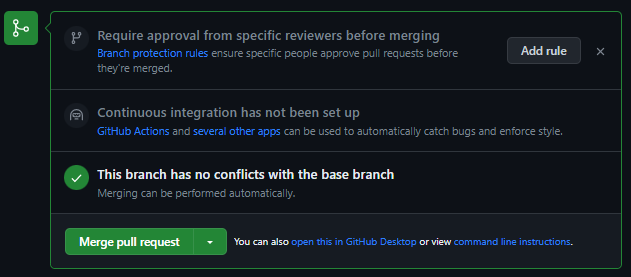 Require approval from specific reviewers before merging
Branch protection rules ensure specific people approve pull requests before
they're merged.
Add rule
Continuous integration has not been set up
GitHub Actions and several other apps can be used to automatically catch bugs and enforce style.
This branch has no conflicts with the base branch
Merging can be performed automatically.
Merge pull request
You can also open this in GitHub Desktop or view command line instructions.